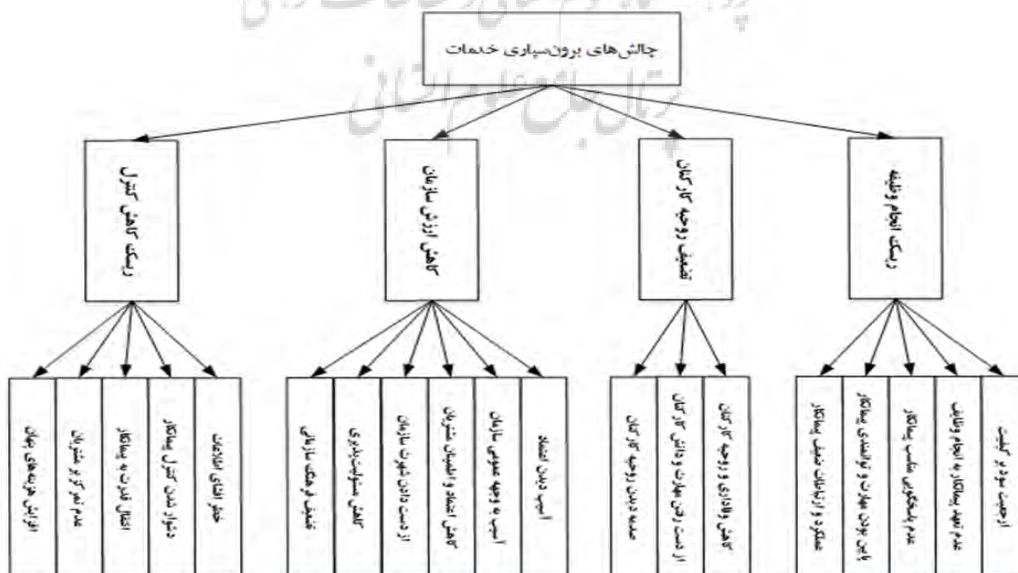 پرتال جامع علوم انسانی
چالش‌های برون‌سپاری خدمات
ریسک انجام وظیفه
تضعیف روحیه کارکنان
کاهش ارزش سازمان
ریسک کاهش کنترل
ارجحیت سود بر کیفیت
عدم تعهد پیمانکار به انجام وظایف
عدم پاسخگویی مناسب پیمانکار
پایین بودن مهارت و توانمندی پیمانکار
عملکرد و ارتباطات ضعیف پیمانکار
کاهش وفاداری و روحیه کارکنان
از دست رفتن مهارت و دانش کارکنان
صدمه دیدن روحیه کارکنان
آسیب دیدن اعتماد
آسیب به وجهه عمومی سازمان
کاهش اعتماد و اطمینان مشتریان
از دست دادن شهرت سازمان
کاهش مسئولیت‌پذیری
تضعیف فرهنگ سازمانی
خطر افشای اطلاعات
دشوار شدن کنترل پیمانکار
انتقال قدرت به پیمانکار
عدم تمرکز بر مشتریان
افزایش هزینه‌های پنهان